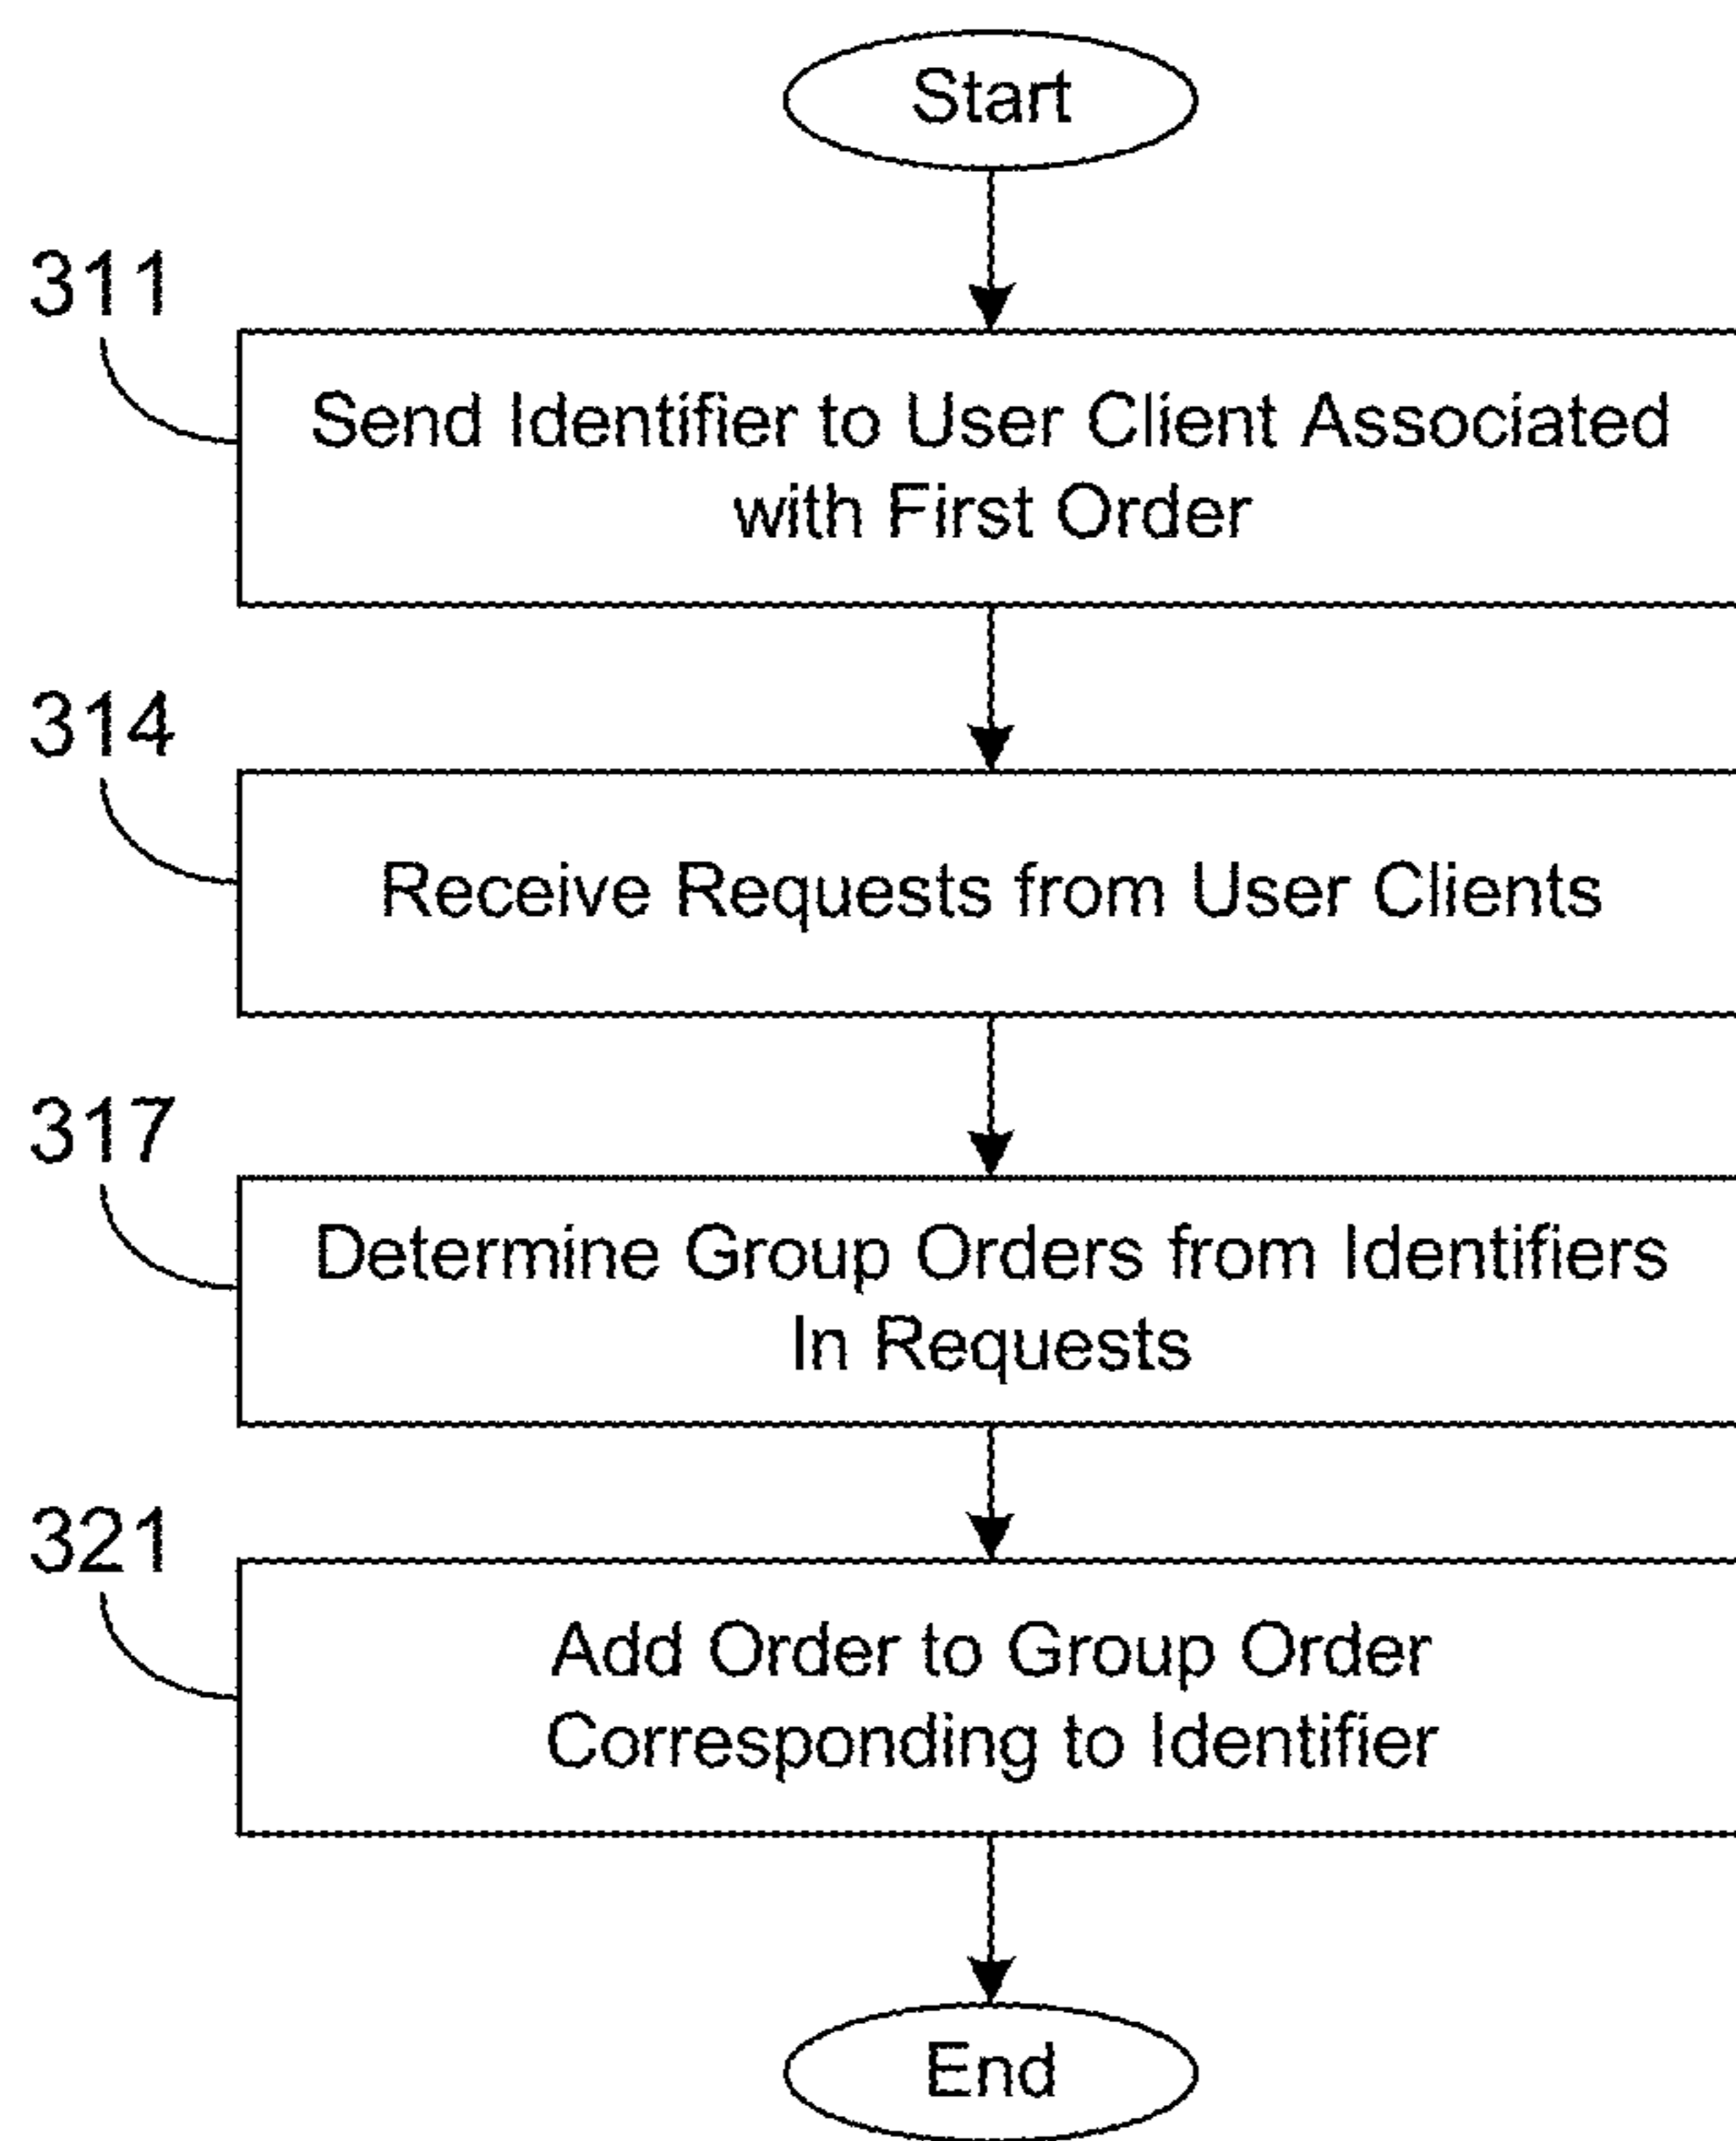 Start
311
Send Identifier to User Client Associated
with First Order
314
Receive Requests from User Clients
317
Determine Group Orders from Identifiers
In Requests
321
Add Order to Group Order
Corresponding to Identifier
End